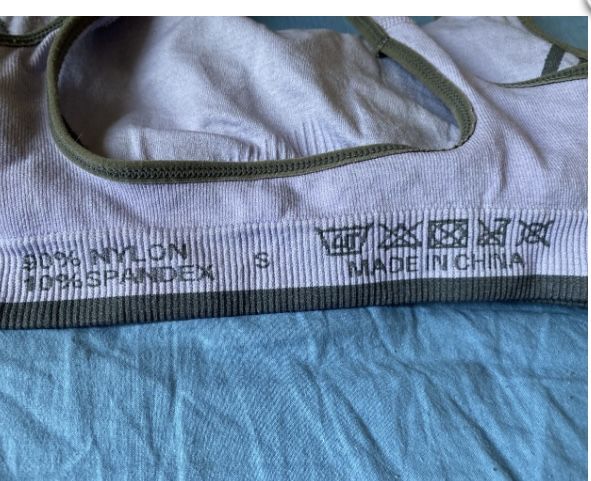 90% NYLON
10% SPANDEX
S
MADE IN CHINA